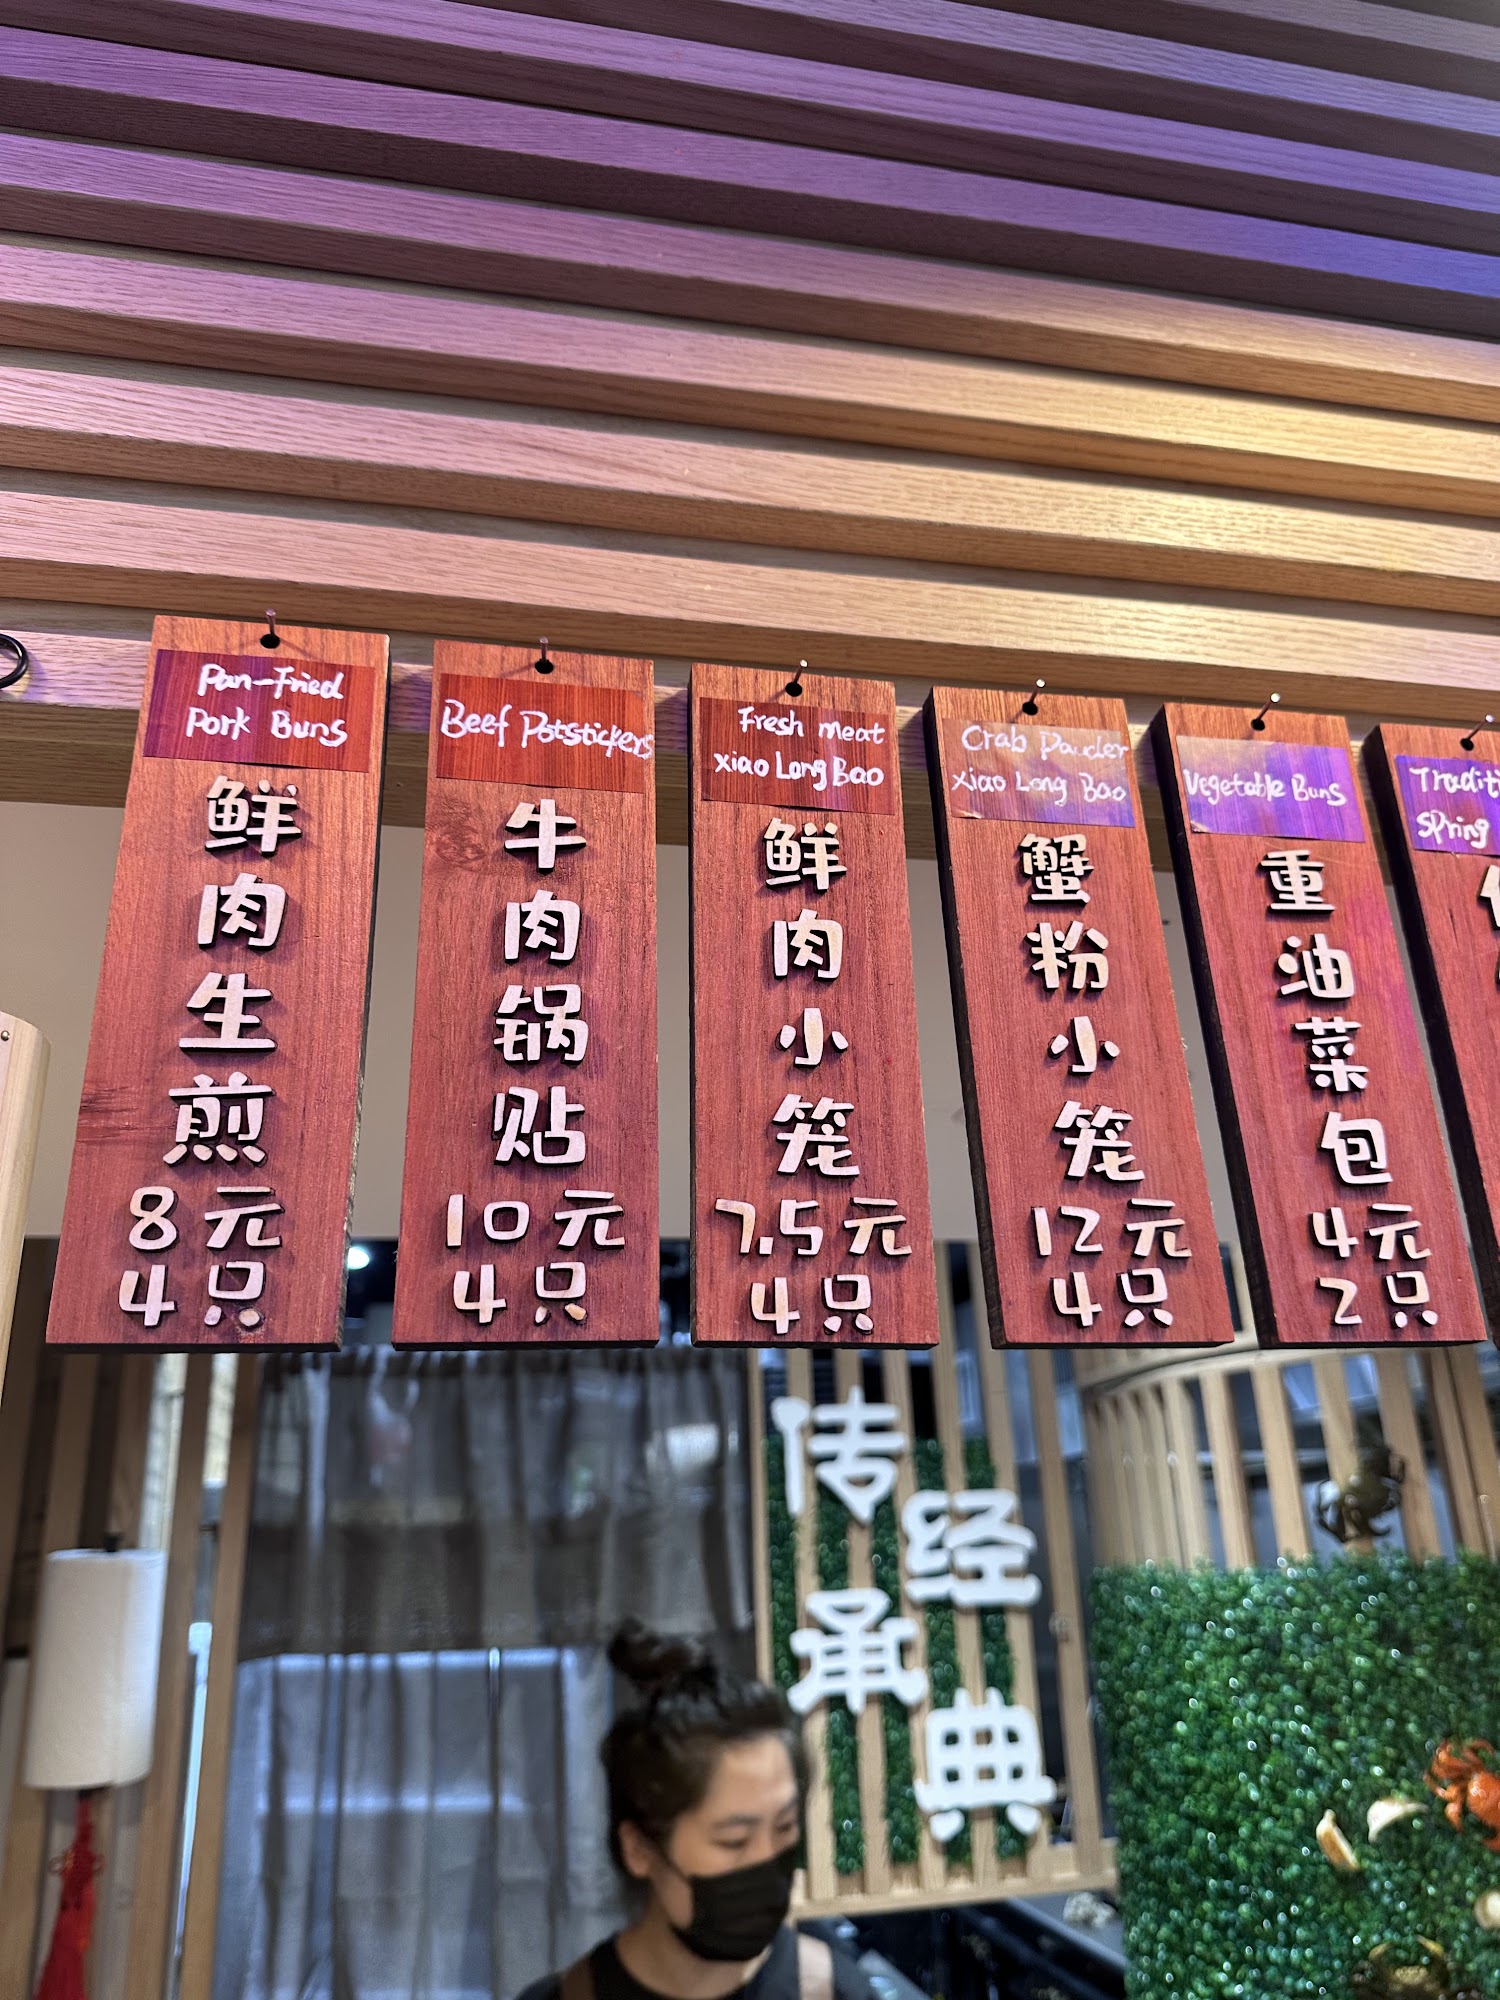 Pan-Fried
Pork Buns
鲜肉生煎
8元
4只
Beef Potstickers
牛肉锅贴
10元
4只
Fresh meat
xiao Long Bao
鲜肉小笼
7.5元
4只
Crab Pauder
xiao Long Bao
蟹粉小笼
12元
4只
Vegetable Buns
重油菜包
4元
2只
Spring
传承
经典